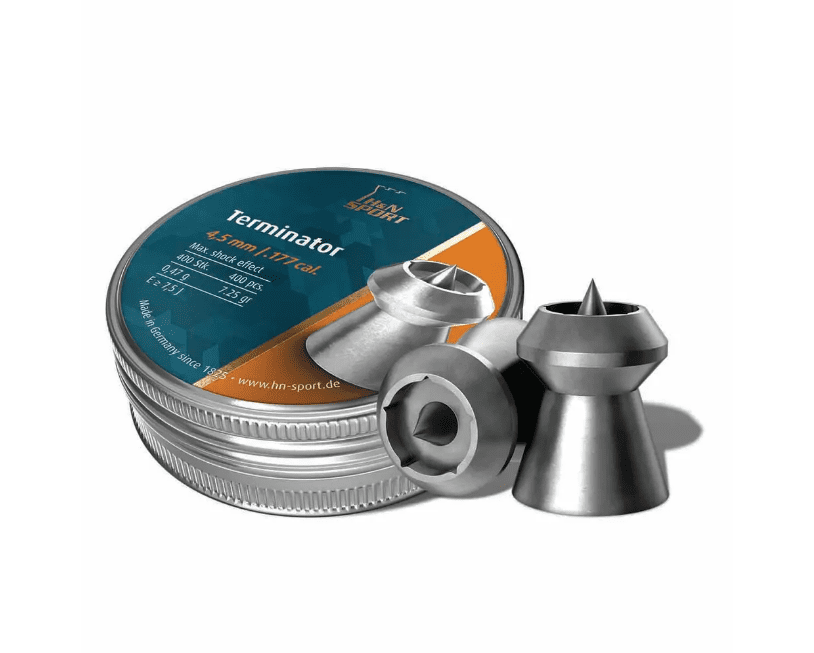 H&N
SPORT
Terminator
4,5 mm | .177 cal.
Max. shock effect
400 Stk. 400 pcs.
0,47 g 7,25 gr
E ≥ 7,5 J
Made in Germany since 1825 • www.hn-sport.de